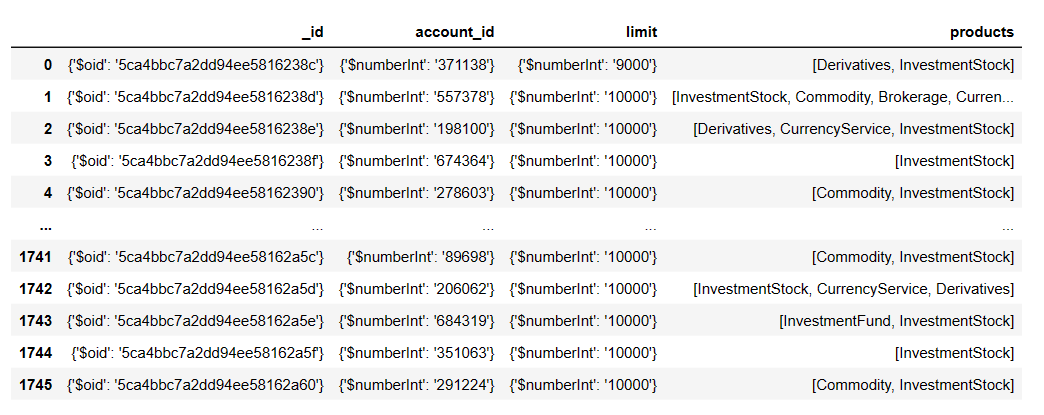 _id account_id limit products
0 {'$oid': '5ca4bbc7a2dd94ee5816238c'} {'$numberInt': '371138'} {'$numberInt': '9000'} [Derivatives, InvestmentStock]
1 {'$oid': '5ca4bbc7a2dd94ee5816238d'} {'$numberInt': '557378'} {'$numberInt': '10000'} [InvestmentStock, Commodity, Brokerage, Curren...
2 {'$oid': '5ca4bbc7a2dd94ee5816238e'} {'$numberInt': '198100'} {'$numberInt': '10000'} [Derivatives, CurrencyService, InvestmentStock]
3 {'$oid': '5ca4bbc7a2dd94ee5816238f'} {'$numberInt': '674364'} {'$numberInt': '10000'} [InvestmentStock]
4 {'$oid': '5ca4bbc7a2dd94ee58162390'} {'$numberInt': '278603'} {'$numberInt': '10000'} [Commodity, InvestmentStock]
... ... ... ... ...
1741 {'$oid': '5ca4bbc7a2dd94ee58162a5c'} {'$numberInt': '89698'} {'$numberInt': '10000'} [Commodity, InvestmentStock]
1742 {'$oid': '5ca4bbc7a2dd94ee58162a5d'} {'$numberInt': '206062'} {'$numberInt': '10000'} [InvestmentStock, CurrencyService, Derivatives]
1743 {'$oid': '5ca4bbc7a2dd94ee58162a5e'} {'$numberInt': '684319'} {'$numberInt': '10000'} [InvestmentFund, InvestmentStock]
1744 {'$oid': '5ca4bbc7a2dd94ee58162a5f'} {'$numberInt': '351063'} {'$numberInt': '10000'} [InvestmentStock]
1745 {'$oid': '5ca4bbc7a2dd94ee58162a60'} {'$numberInt': '291224'} {'$numberInt': '10000'} [Commodity, InvestmentStock]